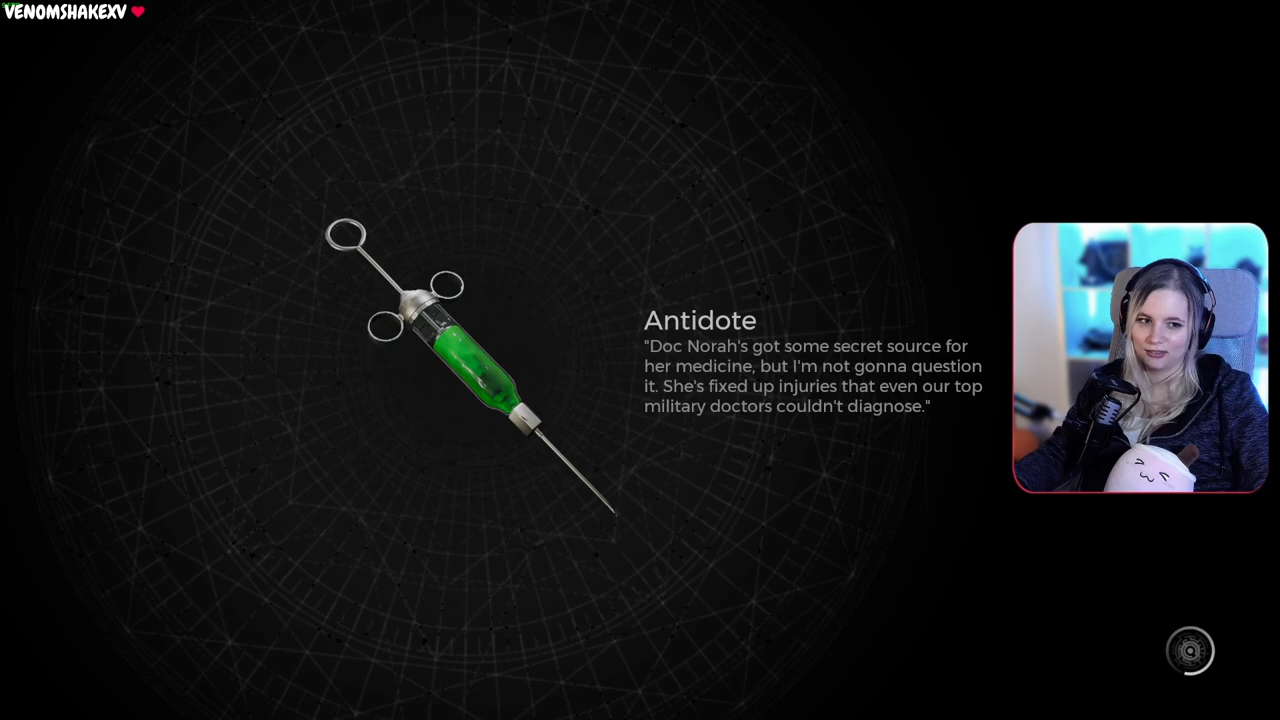 VENOMSHAKEXV
Antidote
"Doc Norah's got some secret source for
her medicine, but I'm not gonna question
it. She's fixed up injuries that even our top
military doctors couldn't diagnose."